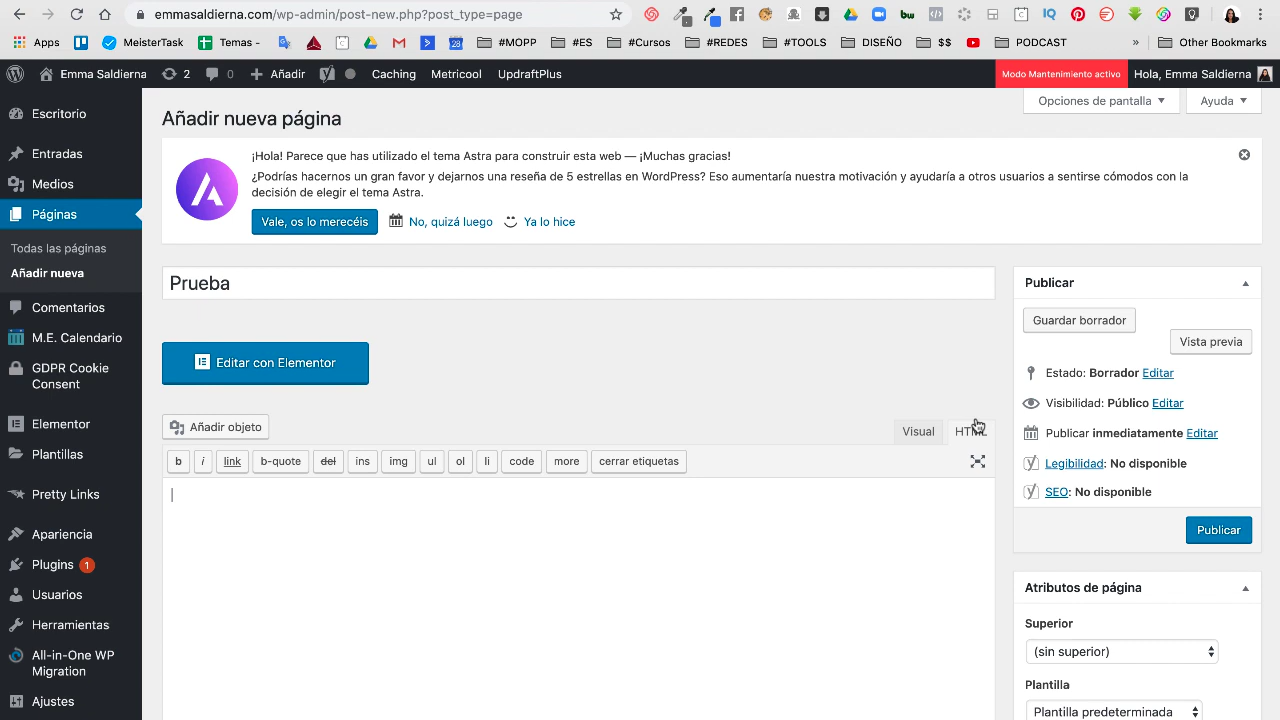 emmasaldierna.com/wp-admin/post-new.php?post_type=page
Apps
MeisterTask
Temas -
28
#MOPP
#ES
#Cursos
#REDES
#TOOLS
DISEÑO
$$
PODCAST
»
Other Bookmarks
Emma Saldierna
2
0
Añadir
Caching
Metricool
UpdraftPlus
Modo Mantenimiento activo
Hola, Emma Saldierna
Escritorio
Entradas
Medios
Páginas
Todas las páginas
Añadir nueva
Comentarios
M.E. Calendario
GDPR Cookie
Consent
Elementor
Plantillas
Pretty Links
Apariencia
Plugins 1
Usuarios
Herramientas
All-in-One WP
Migration
Ajustes
Opciones de pantalla
Ayuda
Añadir nueva página
¡Hola! Parece que has utilizado el tema Astra para construir esta web — ¡Muchas gracias!
¿Podrías hacernos un gran favor y dejarnos una reseña de 5 estrellas en WordPress? Eso aumentaría nuestra motivación y ayudaría a otros usuarios a sentirse cómodos con la
decisión de elegir el tema Astra.
Vale, os lo merecéis
No, quizá luego
Ya lo hice
Prueba
Editar con Elementor
Añadir objeto
Visual
HTML
b
i
link
b-quote
del
ins
img
ul
ol
li
code
more
cerrar etiquetas
Publicar
Guardar borrador
Vista previa
Estado: Borrador Editar
Visibilidad: Público Editar
Publicar inmediatamente Editar
Legibilidad: No disponible
SEO: No disponible
Publicar
Atributos de página
Superior
(sin superior)
Plantilla
Plantilla predeterminada